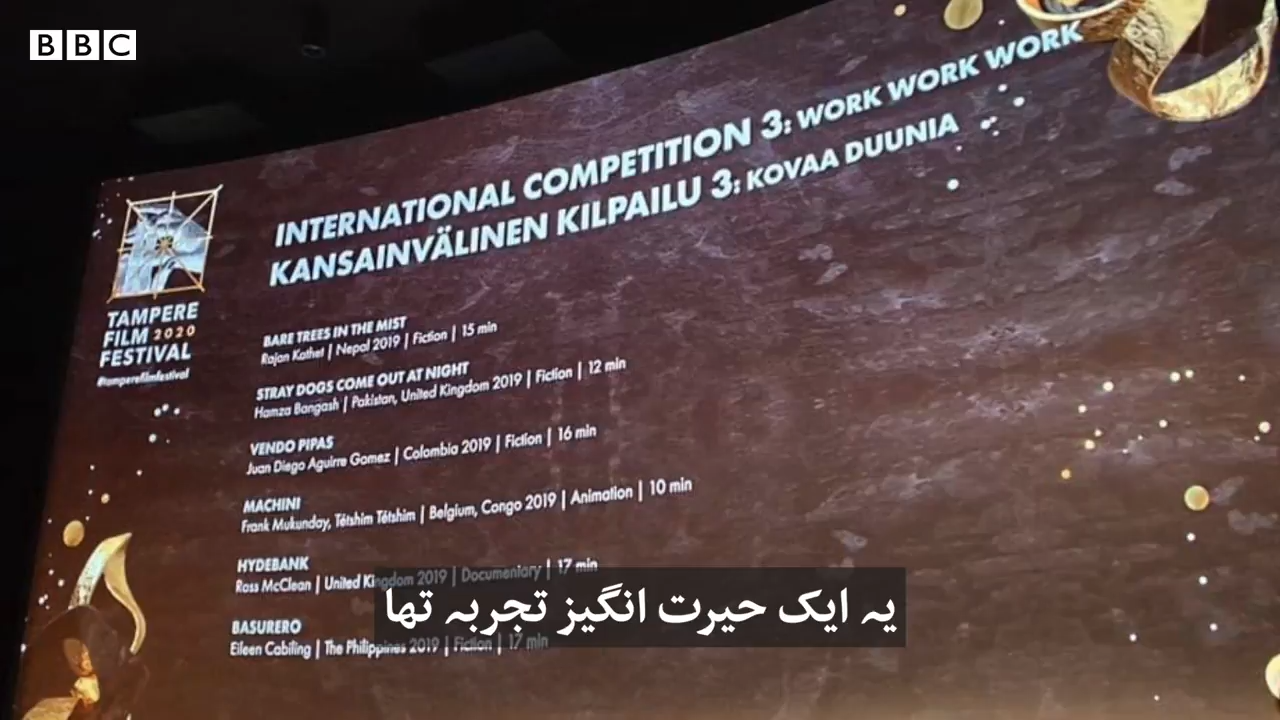 BBC
INTERNATIONAL COMPETITION 3: WORK WORK WORK
KANSAINVÄLINEN KILPAILU 3: KOVAA DUUNIA
TAMPERE
FILM 2020
FESTIVAL
#tamperefilmfestival
BARE TREES IN THE MIST
Rajan Kathet | Nepal 2019 | Fiction | 15 min
STRAY DOGS COME OUT AT NIGHT
Hamza Bangash | Pakistan, United Kingdom 2019 | Fiction | 12 min
VENDO PIPAS
Juan Diego Aguirre Gomez | Colombia 2019 | Fiction | 16 min
MACHINI
Frank Mukunday, Tétshim Tétshim | Belgium, Congo 2019 | Animation | 10 min
HYDEBANK
Ross McClean | United Kingdom 2019 | Documentary | 17 min
BASURERO
Eileen Cabiling | The Philippines 2019 | Fiction | 17 min
یہ ایک حیرت انگیز تجربہ تھا